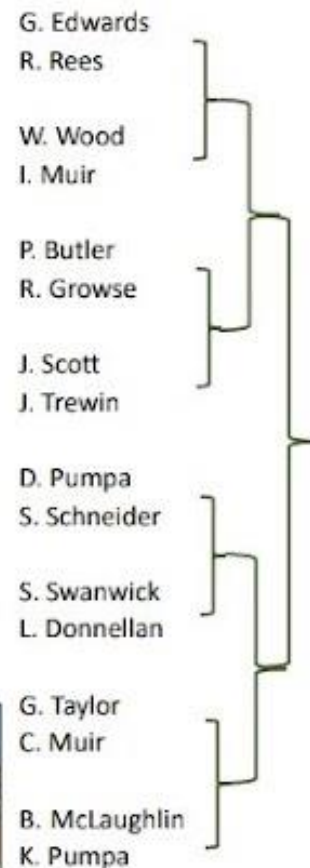 G. Edwards
R. Rees
W. Wood
I. Muir
P. Butler
R. Growse
J. Scott
J. Trewin
D. Pumpa
S. Schneider
S. Swanwick
L. Donnellan
G. Taylor
C. Muir
B. McLaughlin
K. Pumpa